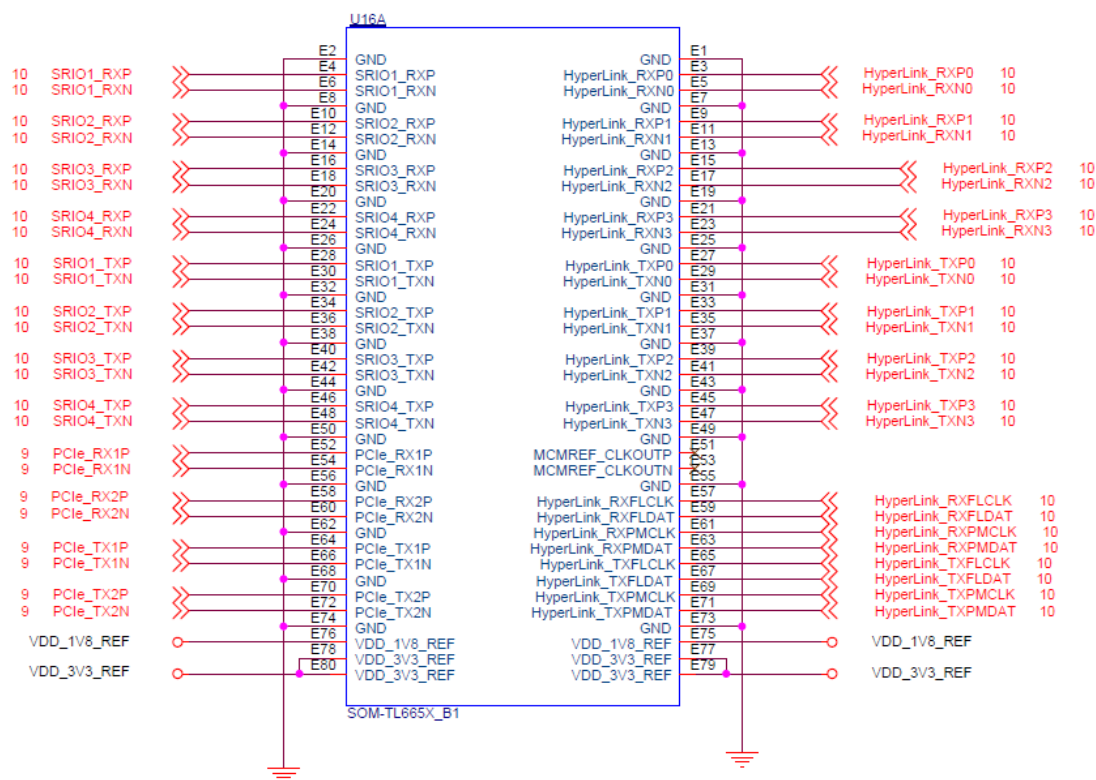 U16A
E2 GND GND E1
10 SRIO1_RXP E4 SRIO1_RXP HyperLink_RXP0 E3 HyperLink_RXP0 10
10 SRIO1_RXN E6 SRIO1_RXN HyperLink_RXN0 E5 HyperLink_RXN0 10
E8 GND GND E7
10 SRIO2_RXP E10 SRIO2_RXP HyperLink_RXP1 E9 HyperLink_RXP1 10
10 SRIO2_RXN E12 SRIO2_RXN HyperLink_RXN1 E11 HyperLink_RXN1 10
E14 GND GND E13
10 SRIO3_RXP E16 SRIO3_RXP HyperLink_RXP2 E15 HyperLink_RXP2 10
10 SRIO3_RXN E18 SRIO3_RXN HyperLink_RXN2 E17 HyperLink_RXN2 10
E20 GND GND E19
10 SRIO4_RXP E22 SRIO4_RXP HyperLink_RXP3 E21 HyperLink_RXP3 10
10 SRIO4_RXN E24 SRIO4_RXN HyperLink_RXN3 E23 HyperLink_RXN3 10
E26 GND GND E25
10 SRIO1_TXP E28 SRIO1_TXP HyperLink_TXP0 E27 HyperLink_TXP0 10
10 SRIO1_TXN E30 SRIO1_TXN HyperLink_TXN0 E29 HyperLink_TXN0 10
E32 GND GND E31
10 SRIO2_TXP E34 SRIO2_TXP HyperLink_TXP1 E33 HyperLink_TXP1 10
10 SRIO2_TXN E36 SRIO2_TXN HyperLink_TXN1 E35 HyperLink_TXN1 10
E38 GND GND E37
10 SRIO3_TXP E40 SRIO3_TXP HyperLink_TXP2 E39 HyperLink_TXP2 10
10 SRIO3_TXN E42 SRIO3_TXN HyperLink_TXN2 E41 HyperLink_TXN2 10
E44 GND GND E43
10 SRIO4_TXP E46 SRIO4_TXP HyperLink_TXP3 E45 HyperLink_TXP3 10
10 SRIO4_TXN E48 SRIO4_TXN HyperLink_TXN3 E47 HyperLink_TXN3 10
E50 GND GND E49
9 PCIe_RX1P E52 PCIe_RX1P MCMREF_CLKOUTP E51
9 PCIe_RX1N E54 PCIe_RX1N MCMREF_CLKOUTN E53
E56 GND GND E55
9 PCIe_RX2P E58 PCIe_RX2P HyperLink_RXFLCLK E57 HyperLink_RXFLCLK 10
9 PCIe_RX2N E60 PCIe_RX2N HyperLink_RXFLDAT E59 HyperLink_RXFLDAT 10
E62 GND HyperLink_RXPMCLK E61 HyperLink_RXPMCLK 10
9 PCIe_TX1P E64 PCIe_TX1P HyperLink_RXPMDAT E63 HyperLink_RXPMDAT 10
9 PCIe_TX1N E66 PCIe_TX1N HyperLink_TXFLCLK E65 HyperLink_TXFLCLK 10
E68 GND HyperLink_TXFLDAT E67 HyperLink_TXFLDAT 10
9 PCIe_TX2P E70 PCIe_TX2P HyperLink_TXPMCLK E69 HyperLink_TXPMCLK 10
9 PCIe_TX2N E72 PCIe_TX2N HyperLink_TXPMDAT E71 HyperLink_TXPMDAT 10
E74 GND GND E73
VDD_1V8_REF E76 VDD_1V8_REF VDD_1V8_REF E75 VDD_1V8_REF
E78 VDD_3V3_REF VDD_3V3_REF E77
VDD_3V3_REF E80 VDD_3V3_REF VDD_3V3_REF E79 VDD_3V3_REF
SOM-TL665X_B1